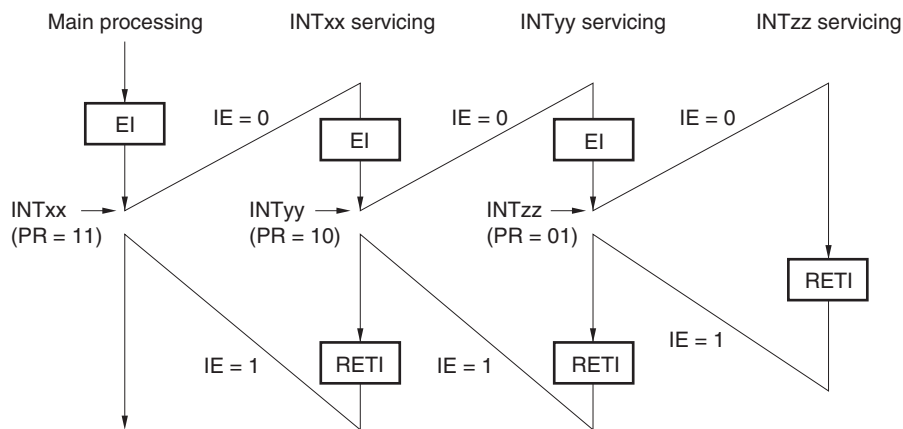 Main processing
INTxx servicing
INTyy servicing
INTzz servicing
EI
IE = 0
EI
IE = 0
EI
IE = 0
INTxx
(PR = 11)
INTyy
(PR = 10)
INTzz
(PR = 01)
RETI
IE = 1
RETI
IE = 1
RETI
IE = 1